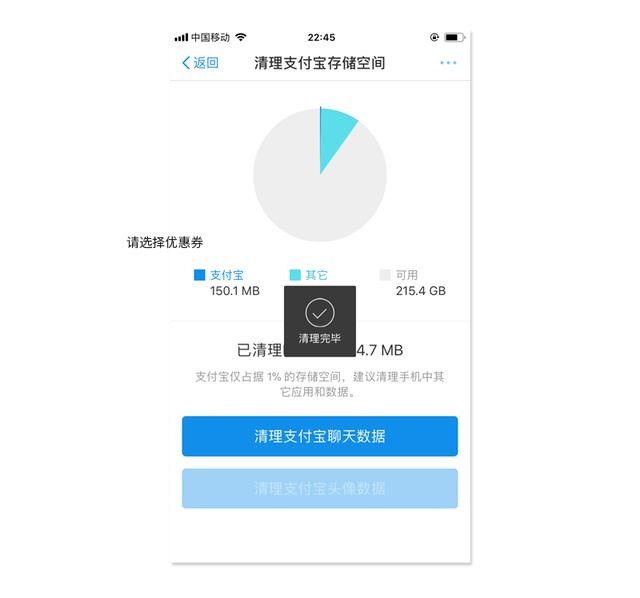 中国移动 22:45
返回 清理支付宝存储空间
请选择优惠券
支付宝 其它 可用
150.1 MB 215.4 GB
清理完毕
已清理 4.7 MB
支付宝仅占据 1% 的存储空间，建议清理手机中其
它应用和数据。
清理支付宝聊天数据
清理支付宝头像数据